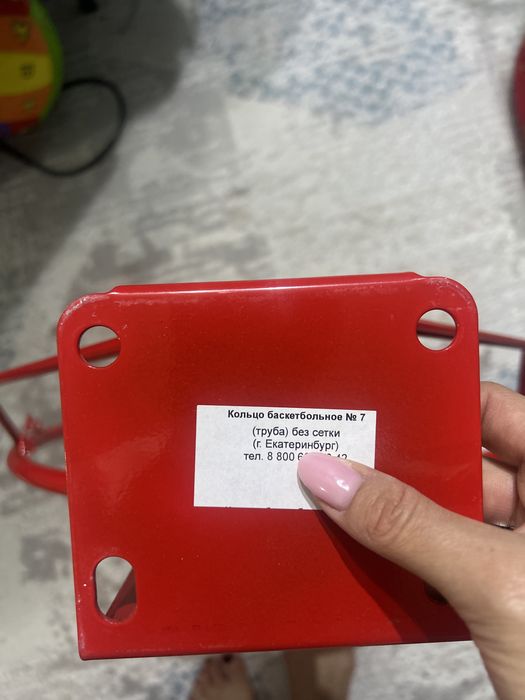 Кольцо баскетбольное № 7
(труба) без сетки
(г. Екатеринбург)
тел. 8 800